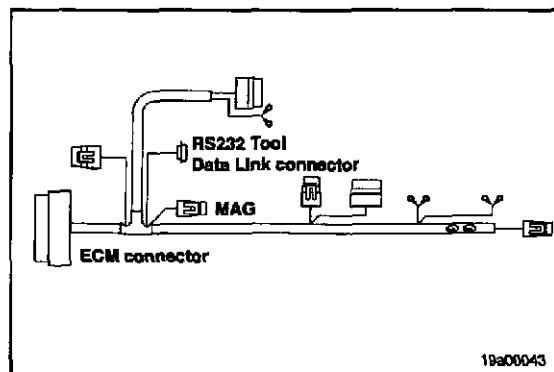 RS232 Tool
Data Link connector
MAG
ECM connector
19a00043